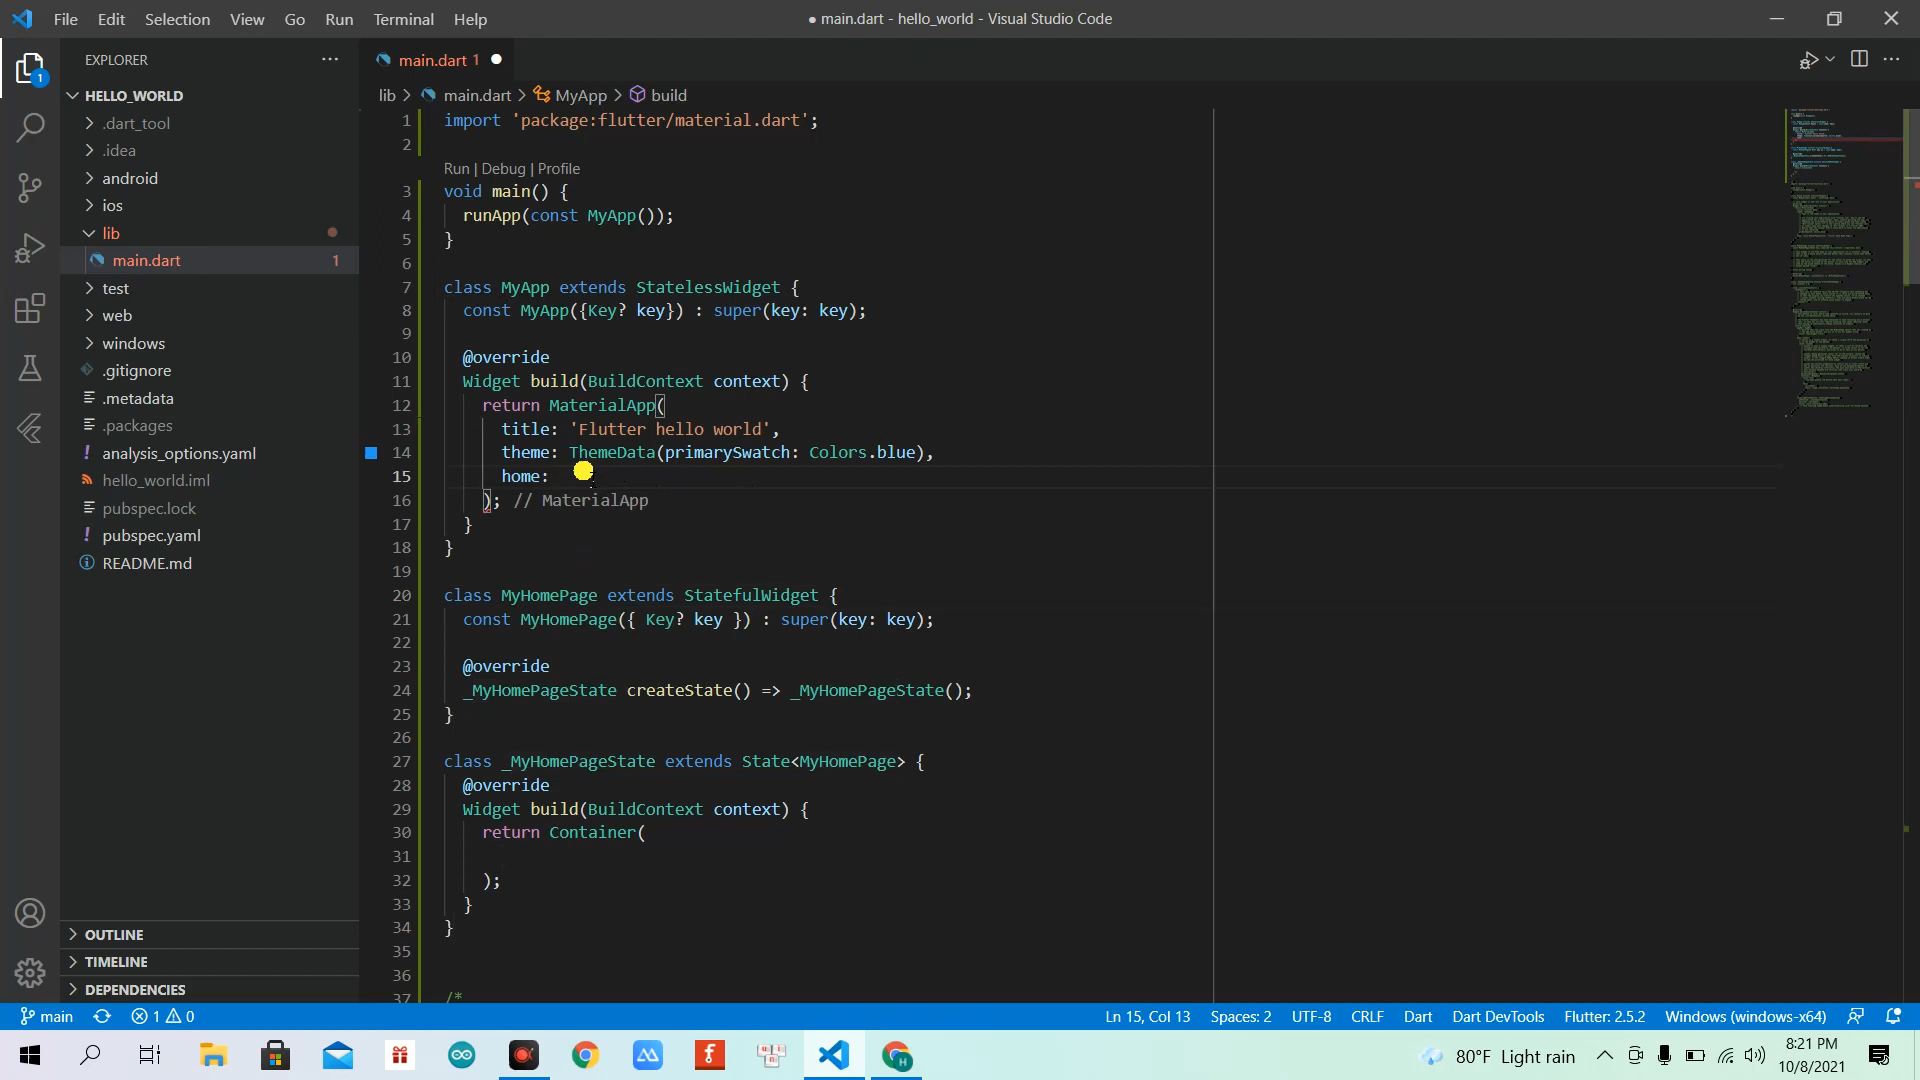 File Edit Selection View Go Run Terminal Help
● main.dart - hello_world - Visual Studio Code
EXPLORER
main.dart 1
HELLO_WORLD
.dart_tool
.idea
android
ios
lib
main.dart 1
test
web
windows
.gitignore
.metadata
.packages
analysis_options.yaml
hello_world.iml
pubspec.lock
pubspec.yaml
README.md
OUTLINE
TIMELINE
DEPENDENCIES
1
lib > main.dart > MyApp > build
1 import 'package:flutter/material.dart';
2
Run | Debug | Profile
3 void main() {
4 runApp(const MyApp());
5 }
6
7 class MyApp extends StatelessWidget {
8 const MyApp({Key? key}) : super(key: key);
9
10 @override
11 Widget build(BuildContext context) {
12 return MaterialApp(
13 title: 'Flutter hello world',
14 theme: ThemeData(primarySwatch: Colors.blue),
15 home:
16 ); // MaterialApp
17 }
18 }
19
20 class MyHomePage extends StatefulWidget {
21 const MyHomePage({ Key? key }) : super(key: key);
22
23 @override
24 _MyHomePageState createState() => _MyHomePageState();
25 }
26
27 class _MyHomePageState extends State<MyHomePage> {
28 @override
29 Widget build(BuildContext context) {
30 return Container(
31
32 );
33 }
34 }
35
36
37 /*
main 1 0 Ln 15, Col 13 Spaces: 2 UTF-8 CRLF Dart Dart DevTools Flutter: 2.5.2 Windows (windows-x64)
80°F Light rain
8:21 PM
10/8/2021